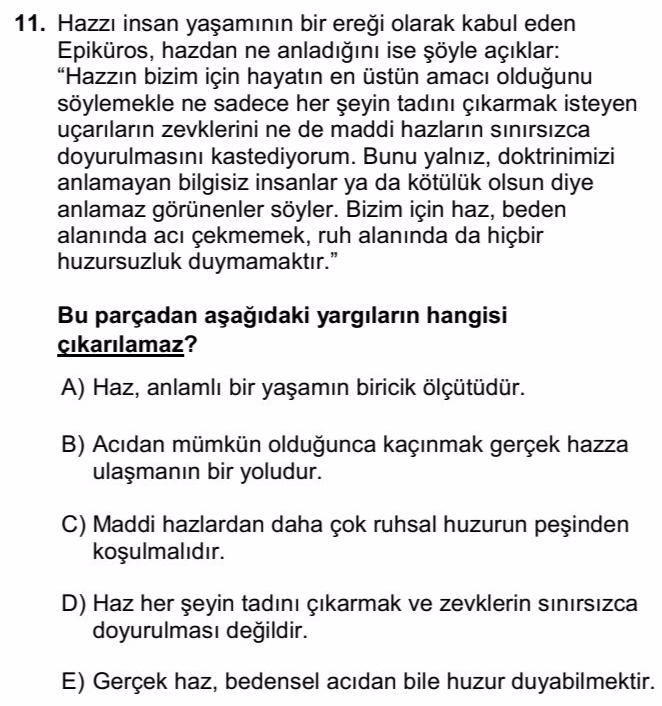 11. Hazzı insan yaşamının bir ereği olarak kabul eden
Epiküros, hazdan ne anladığını ise şöyle açıklar:
“Hazzın bizim için hayatın en üstün amacı olduğunu
söylemekle ne sadece her şeyin tadını çıkarmak isteyen
uçarıların zevklerini ne de maddi hazların sınırsızca
doyurulmasını kastediyorum. Bunu yalnız, doktrinimizi
anlamayan bilgisiz insanlar ya da kötülük olsun diye
anlamaz görünenler söyler. Bizim için haz, beden
alanında acı çekmemek, ruh alanında da hiçbir
huzursuzluk duymamaktır.”
Bu parçadan aşağıdaki yargıların hangisi
çıkarılamaz?
A) Haz, anlamlı bir yaşamın biricik ölçütüdür.
B) Acıdan mümkün olduğunca kaçınmak gerçek hazza
ulaşmanın bir yoludur.
C) Maddi hazlardan daha çok ruhsal huzurun peşinden
koşulmalıdır.
D) Haz her şeyin tadını çıkarmak ve zevklerin sınırsızca
doyurulması değildir.
E) Gerçek haz, bedensel acıdan bile huzur duyabilmektir.